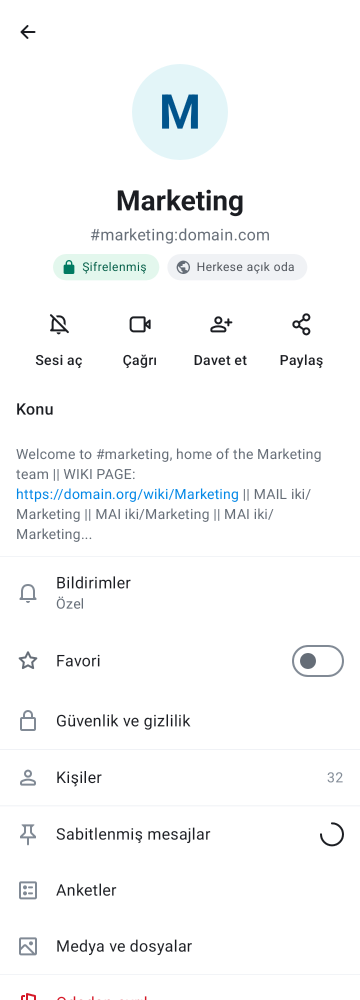 M
Marketing
#marketing:domain.com
Şifrelenmiş
Herkese açık oda
Sesi aç
Çağrı
Davet et
Paylaş
Konu
Welcome to #marketing, home of the Marketing
team || WIKI PAGE:
https://domain.org/wiki/Marketing || MAIL iki/
Marketing || MAI iki/Marketing || MAI iki/
Marketing...
Bildirimler
Özel
Favori
Güvenlik ve gizlilik
Kişiler
32
Sabitlenmiş mesajlar
Anketler
Medya ve dosyalar